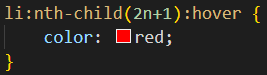 li:nth-child(2n+1):hover {
    color: red;
}